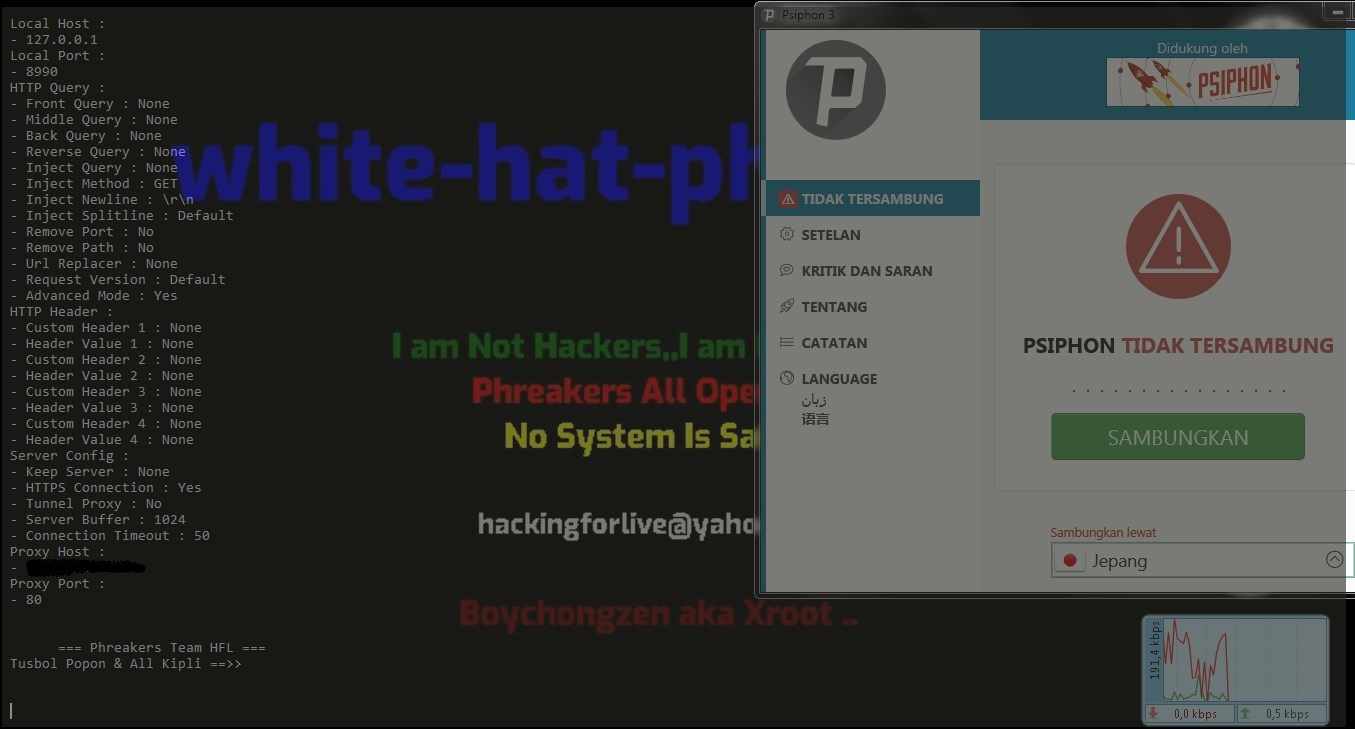 Local Host :
- 127.0.0.1
Local Port :
- 8990
HTTP Query :
- Front Query : None
- Middle Query : None
- Back Query : None
- Reverse Query : None
- Inject Query : None
- Inject Method : GET
- Inject Newline : \r\n
- Inject Splitline : Default
- Remove Port : No
- Remove Path : No
- Url Replacer : None
- Request Version : Default
- Advanced Mode : Yes
HTTP Header :
- Custom Header 1 : None
- Header Value 1 : None
- Custom Header 2 : None
- Header Value 2 : None
- Custom Header 3 : None
- Header Value 3 : None
- Custom Header 4 : None
- Header Value 4 : None
Server Config :
- Keep Server : None
- HTTPS Connection : Yes
- Tunnel Proxy : No
- Server Buffer : 1024
- Connection Timeout : 50
Proxy Host :
-
Proxy Port :
- 80
=== Phreakers Team HFL ===
Tusbol Popon & All Kipli ==>>
white-hat-ph
I am Not Hackers,,I am
Phreakers All Ope
No System Is Sa
hackingforlive@yaho
Boychongzen aka Xroot ..
Psiphon 3
TIDAK TERSAMBUNG
SETELAN
KRITIK DAN SARAN
TENTANG
CATATAN
LANGUAGE
زبان
语言
Didukung oleh
PSIPHON
PSIPHON TIDAK TERSAMBUNG
. . . . . . . . . . . . . . . .
SAMBUNGKAN
Sambungkan lewat
Jepang
191,4 kbps
0,0 kbps
0,5 kbps